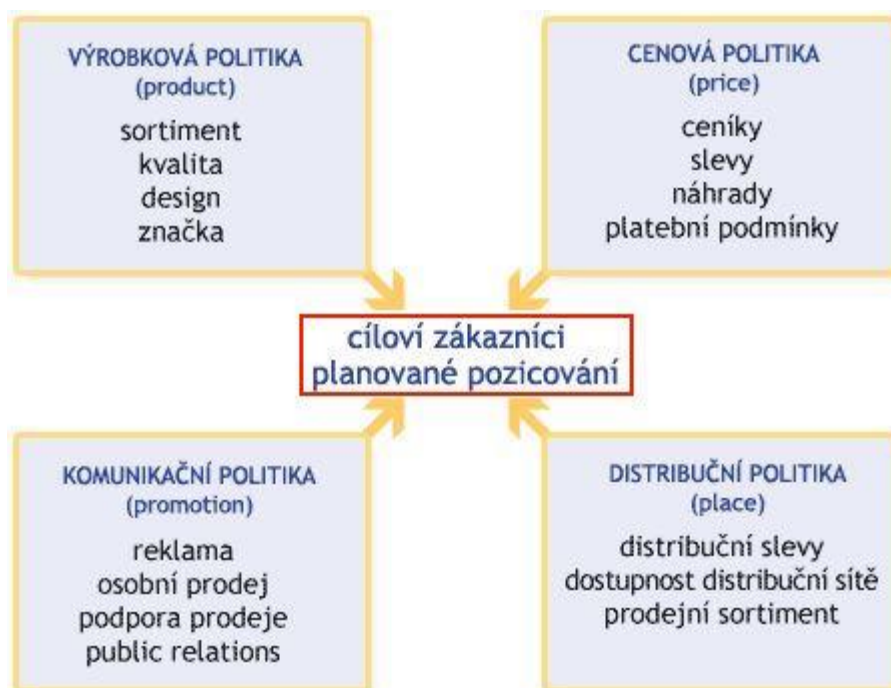 VÝROBKOVÁ POLITIKA
(product)
sortiment
kvalita
design
značka
CENOVÁ POLITIKA
(price)
ceníky
slevy
náhrady
platební podmínky
cíloví zákazníci
planované pozicování
KOMUNIKAČNÍ POLITIKA
(promotion)
reklama
osobní prodej
podpora prodeje
public relations
DISTRIBUČNÍ POLITIKA
(place)
distribuční slevy
dostupnost distribuční sítě
prodejní sortiment